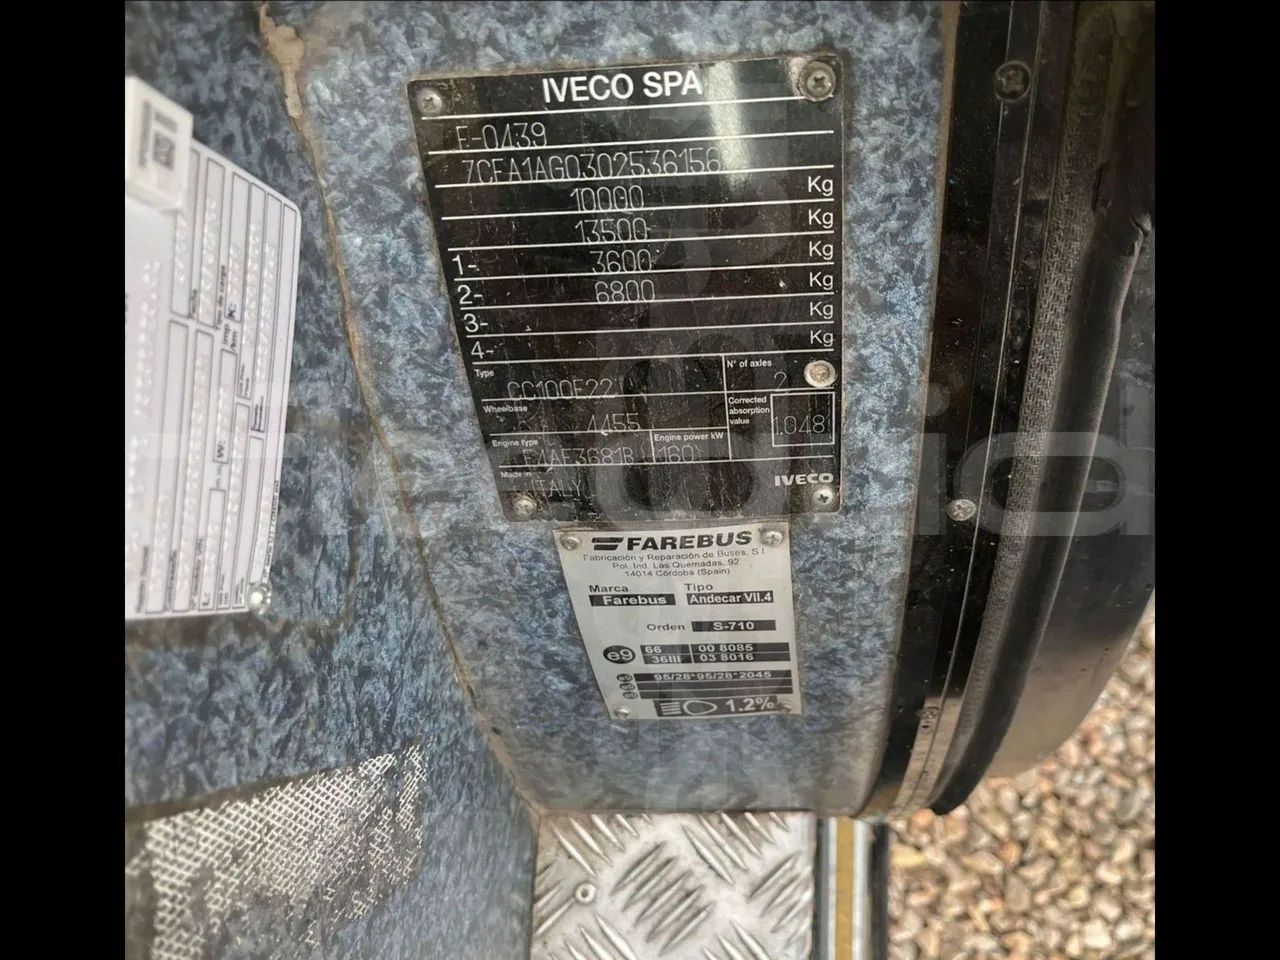 IVECO SPA
E-0439
ZCFA1AG0302536156
10000 Kg
13500 Kg
1- 3600 Kg
2- 6800 Kg
3- Kg
4- Kg
Type CC100E22 N° of axles 2
Wheelbase 4455 Corrected absorption value 1.048
Engine type F4AE3681B Engine power kW 160
Made in ITALY IVECO
FAREBUS
Fabricación y Reparación de Buses, S.l
Pol. Ind. Las Quemadas, 92
14014 Córdoba (Spain)
Marca Tipo
Farebus Andecar VII.4
Orden S-710
e9 66 00 8085
36III 03 8016
95/28*95/28*2045
1.2%